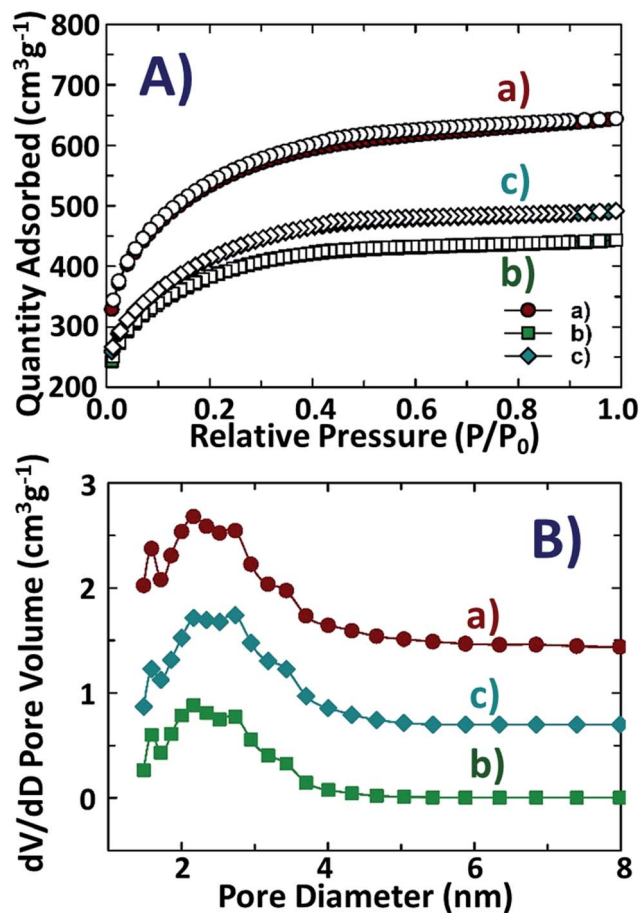 A)
Quantity Adsorbed (cm³g⁻¹)
800
700
600
500
400
300
200
a)
c)
b)
a)
b)
c)
0.0 0.2 0.4 0.6 0.8 1.0
Relative Pressure (P/P₀)
B)
dV/dD Pore Volume (cm³g⁻¹)
3
2
1
0
a)
c)
b)
2 4 6 8
Pore Diameter (nm)